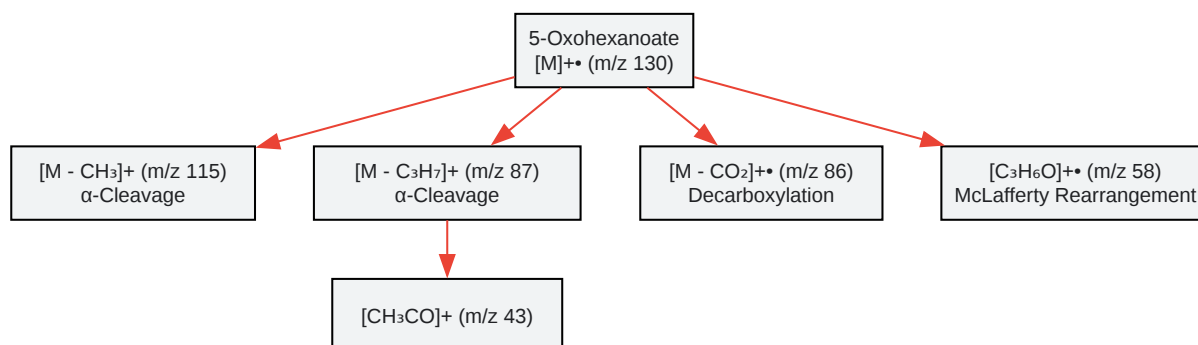 5-Oxohexanoate
[M]+• (m/z 130)
[M - CH₃]+ (m/z 115)
α-Cleavage
[M - C₃H₇]+ (m/z 87)
α-Cleavage
[M - CO₂]+• (m/z 86)
Decarboxylation
[C₃H₆O]+• (m/z 58)
McLafferty Rearrangement
[CH₃CO]+ (m/z 43)